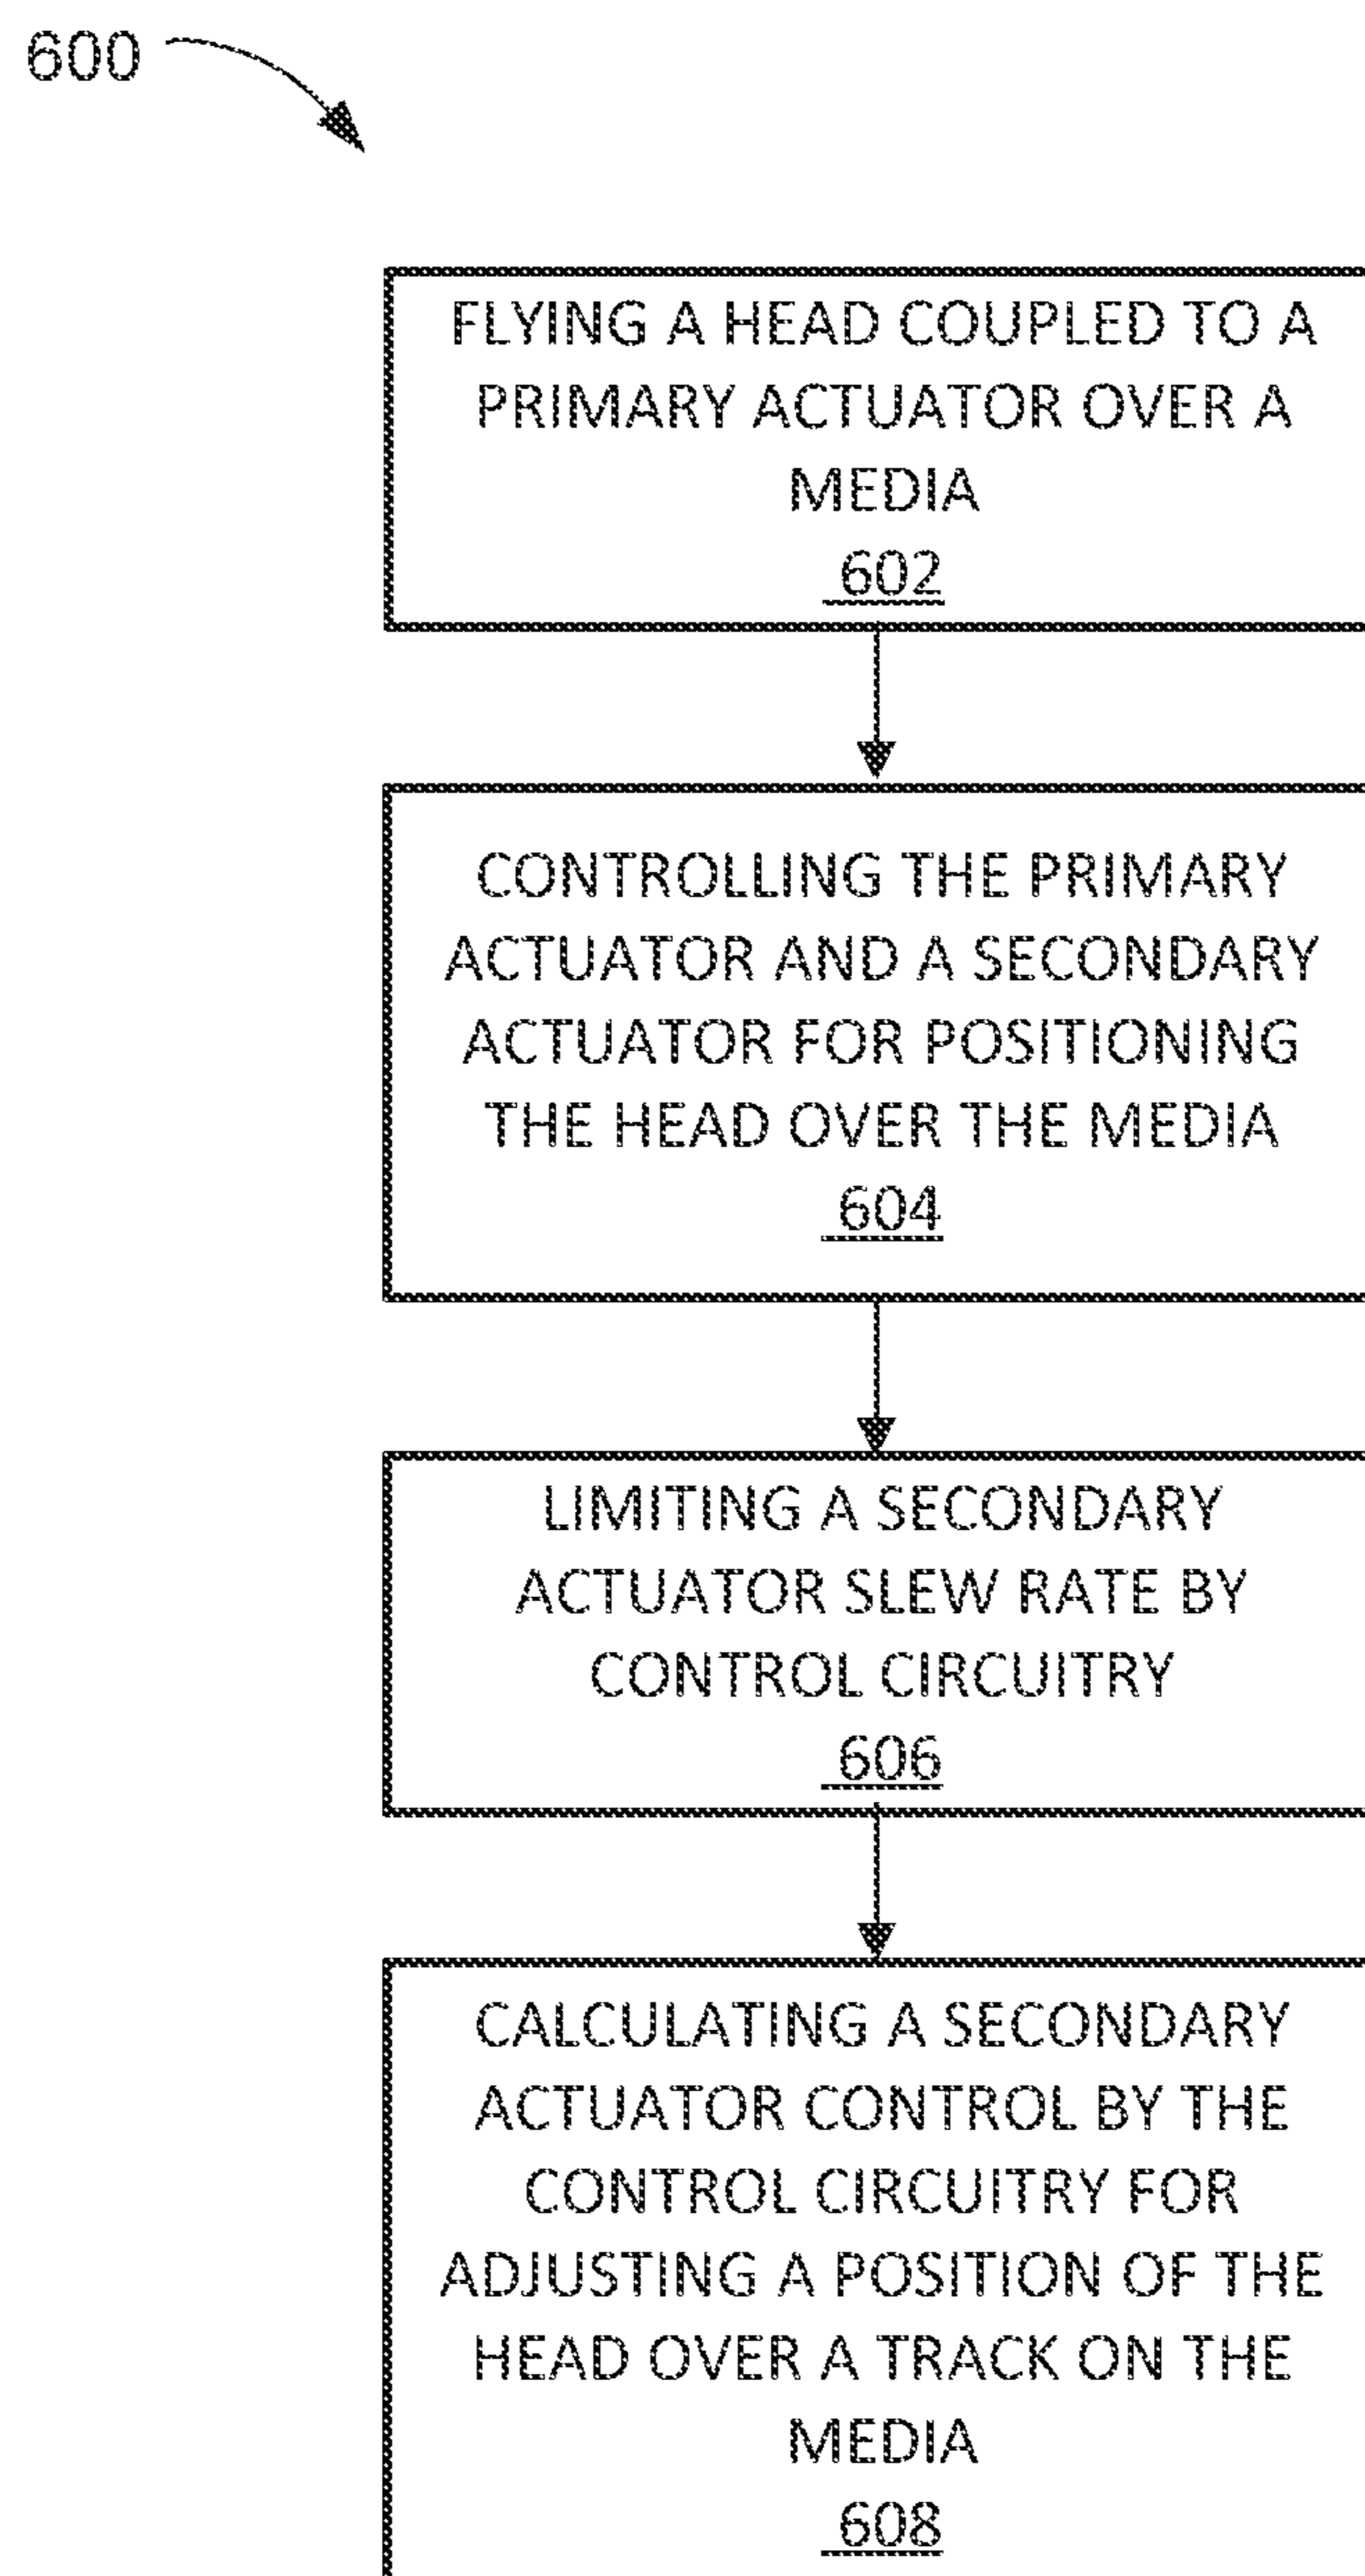 600
FLYING A HEAD COUPLED TO A
PRIMARY ACTUATOR OVER A
MEDIA
602
CONTROLLING THE PRIMARY
ACTUATOR AND A SECONDARY
ACTUATOR FOR POSITIONING
THE HEAD OVER THE MEDIA
604
LIMITING A SECONDARY
ACTUATOR SLEW RATE BY
CONTROL CIRCUITRY
606
CALCULATING A SECONDARY
ACTUATOR CONTROL BY THE
CONTROL CIRCUITRY FOR
ADJUSTING A POSITION OF THE
HEAD OVER A TRACK ON THE
MEDIA
608